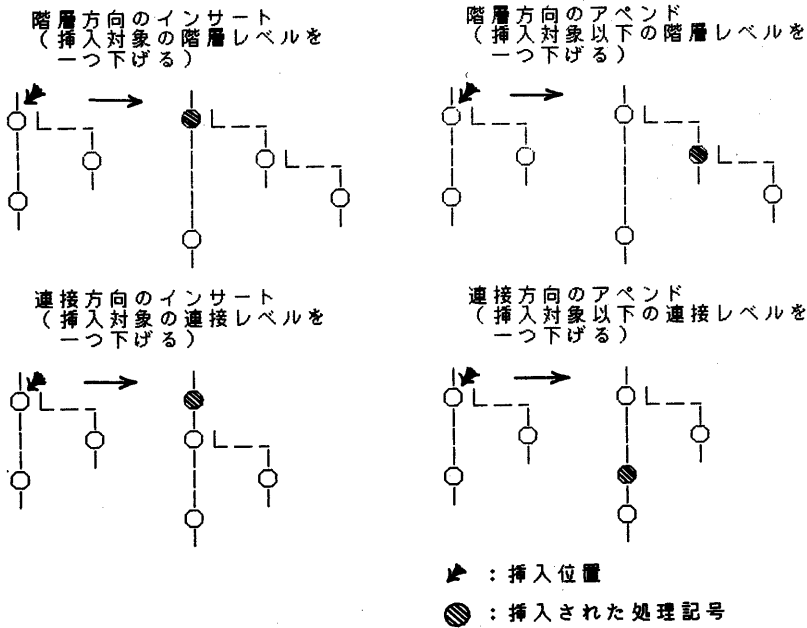 階層方向のインサート
（挿入対象の階層レベルを
一つ下げる）
階層方向のアペンド
（挿入対象以下の階層レベルを
一つ下げる）
連接方向のインサート
（挿入対象の連接レベルを
一つ下げる）
連接方向のアペンド
（挿入対象以下の連接レベルを
一つ下げる）
：挿入位置
：挿入された処理記号